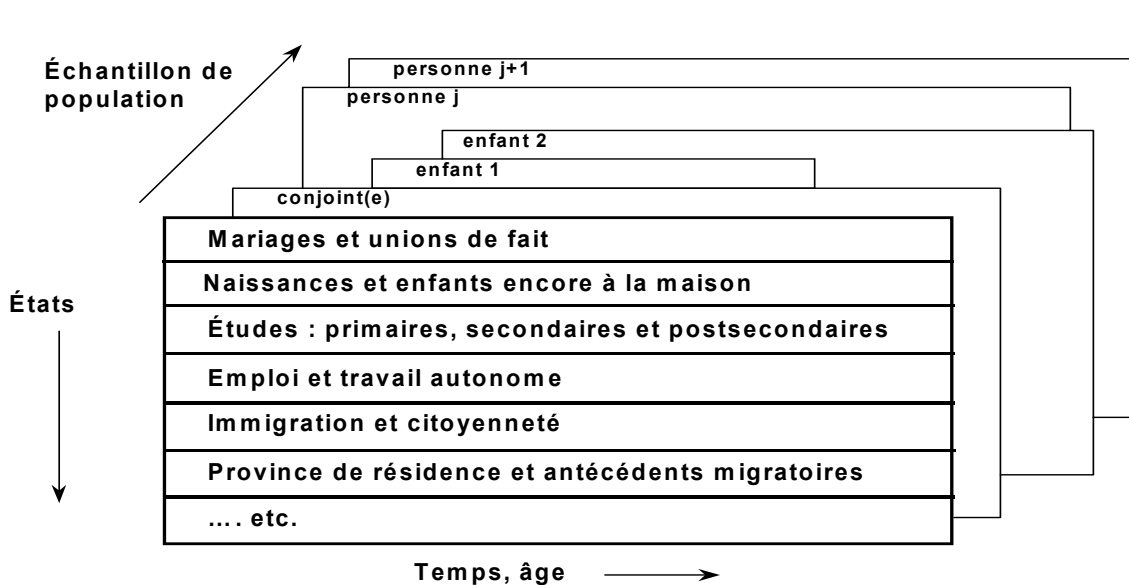 Échantillon de
population
personne j+1
personne j
enfant 2
enfant 1
conjoint(e)
Mariages et unions de fait
Naissances et enfants encore à la maison
États
Études : primaires, secondaires et postsecondaires
Emploi et travail autonome
Immigration et citoyenneté
Province de résidence et antécédents migratoires
.... etc.
Temps, âge